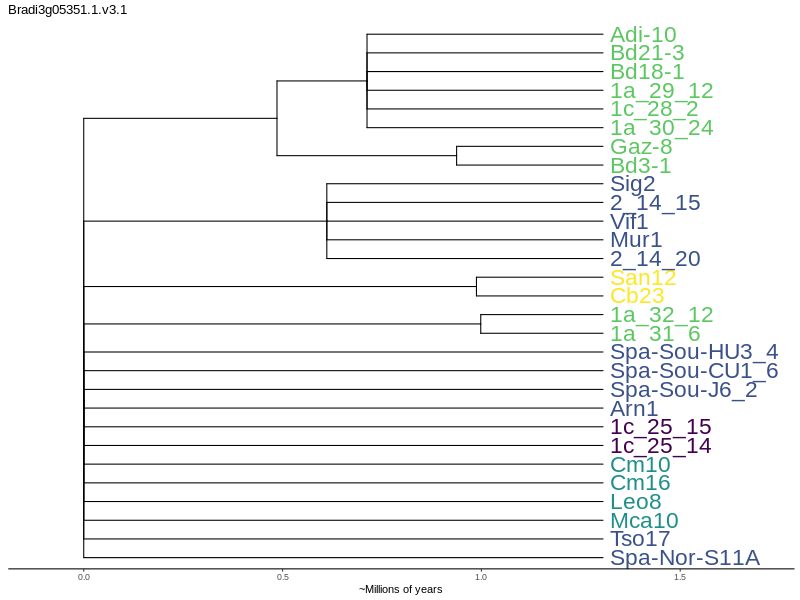 Bradi3g05351.1.v3.1
Adi-10
Bd21-3
Bd18-1
1a_29_12
1c_28_2
1a_30_24
Gaz-8
Bd3-1
Sig2
2_14_15
Vif1
Mur1
2_14_20
San12
Cb23
1a_32_12
1a_31_6
Spa-Sou-HU3_4
Spa-Sou-CU1_6
Spa-Sou-J6_2
Arn1
1c_25_15
1c_25_14
Cm10
Cm16
Leo8
Mca10
Tso17
Spa-Nor-S11A
0.0 0.5 1.0 1.5
~Millions of years